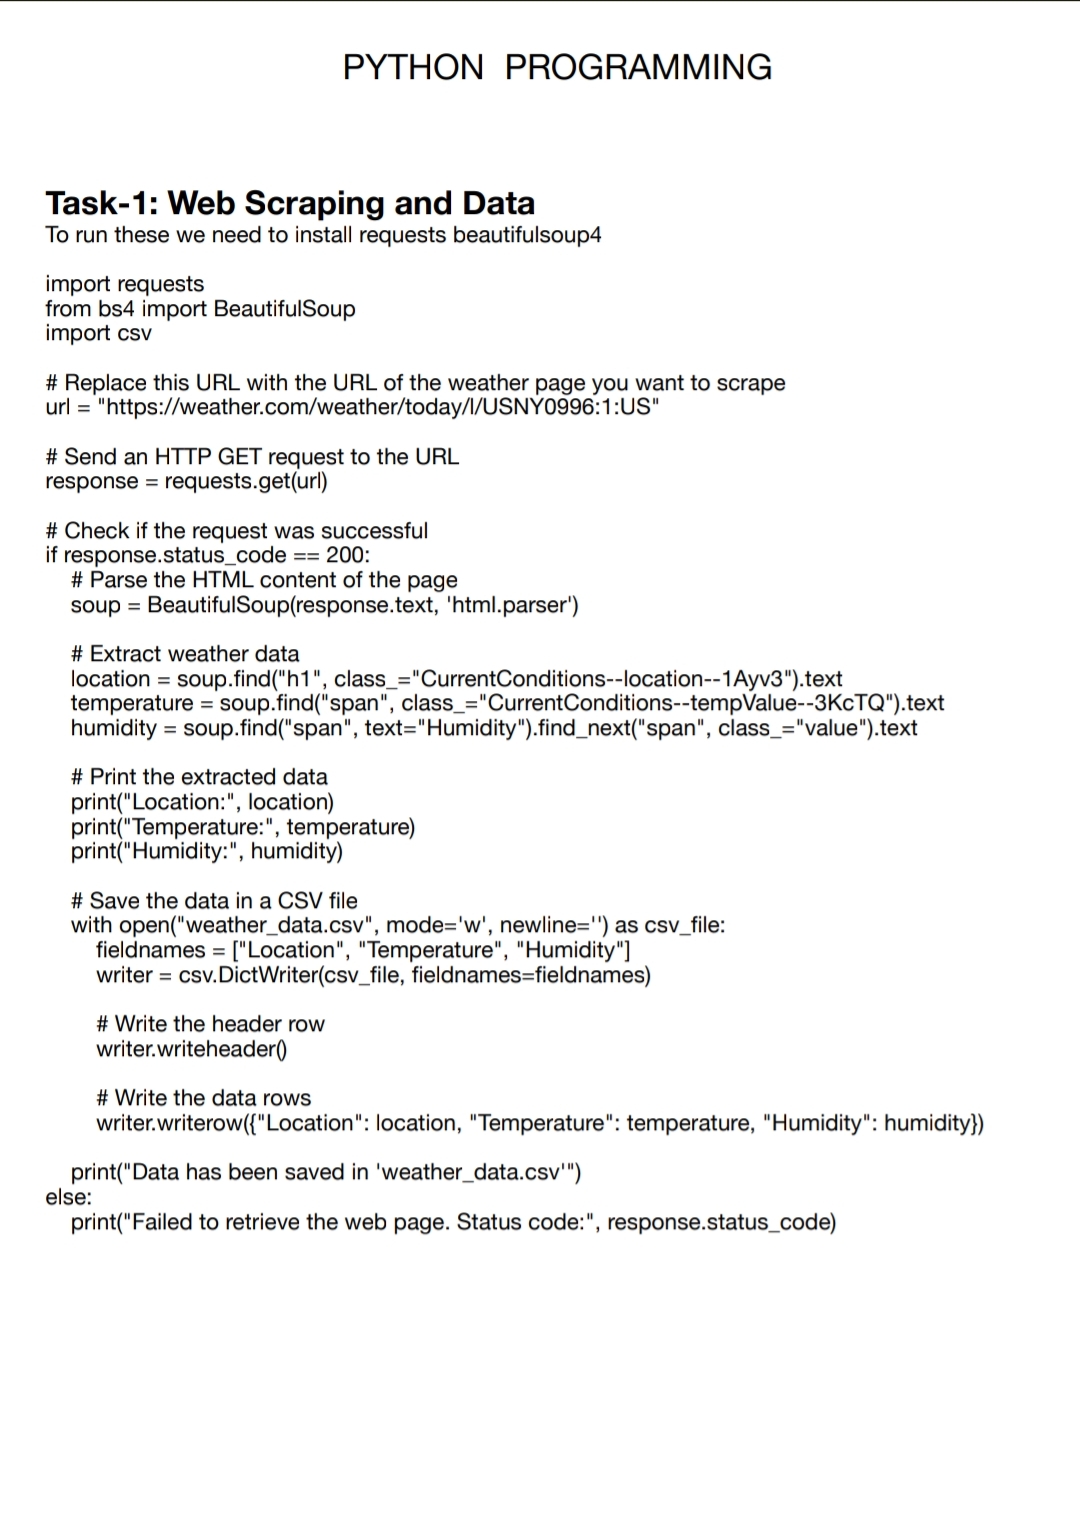 PYTHON PROGRAMMING
Task-1: Web Scraping and Data
To run these we need to install requests beautifulsoup4
import requests
from bs4 import BeautifulSoup
import csv
# Replace this URL with the URL of the weather page you want to scrape
url = "https://weather.com/weather/today/l/USNY0996:1:US"
# Send an HTTP GET request to the URL
response = requests.get(url)
# Check if the request was successful
if response.status_code == 200:
    # Parse the HTML content of the page
    soup = BeautifulSoup(response.text, 'html.parser')
    # Extract weather data
    location = soup.find("h1", class_="CurrentConditions--location--1Ayv3").text
    temperature = soup.find("span", class_="CurrentConditions--tempValue--3KcTQ").text
    humidity = soup.find("span", text="Humidity").find_next("span", class_="value").text
    # Print the extracted data
    print("Location:", location)
    print("Temperature:", temperature)
    print("Humidity:", humidity)
    # Save the data in a CSV file
    with open("weather_data.csv", mode='w', newline='') as csv_file:
        fieldnames = ["Location", "Temperature", "Humidity"]
        writer = csv.DictWriter(csv_file, fieldnames=fieldnames)
        # Write the header row
        writer.writeheader()
        # Write the data rows
        writer.writerow({"Location": location, "Temperature": temperature, "Humidity": humidity})
    print("Data has been saved in 'weather_data.csv'")
else:
    print("Failed to retrieve the web page. Status code:", response.status_code)